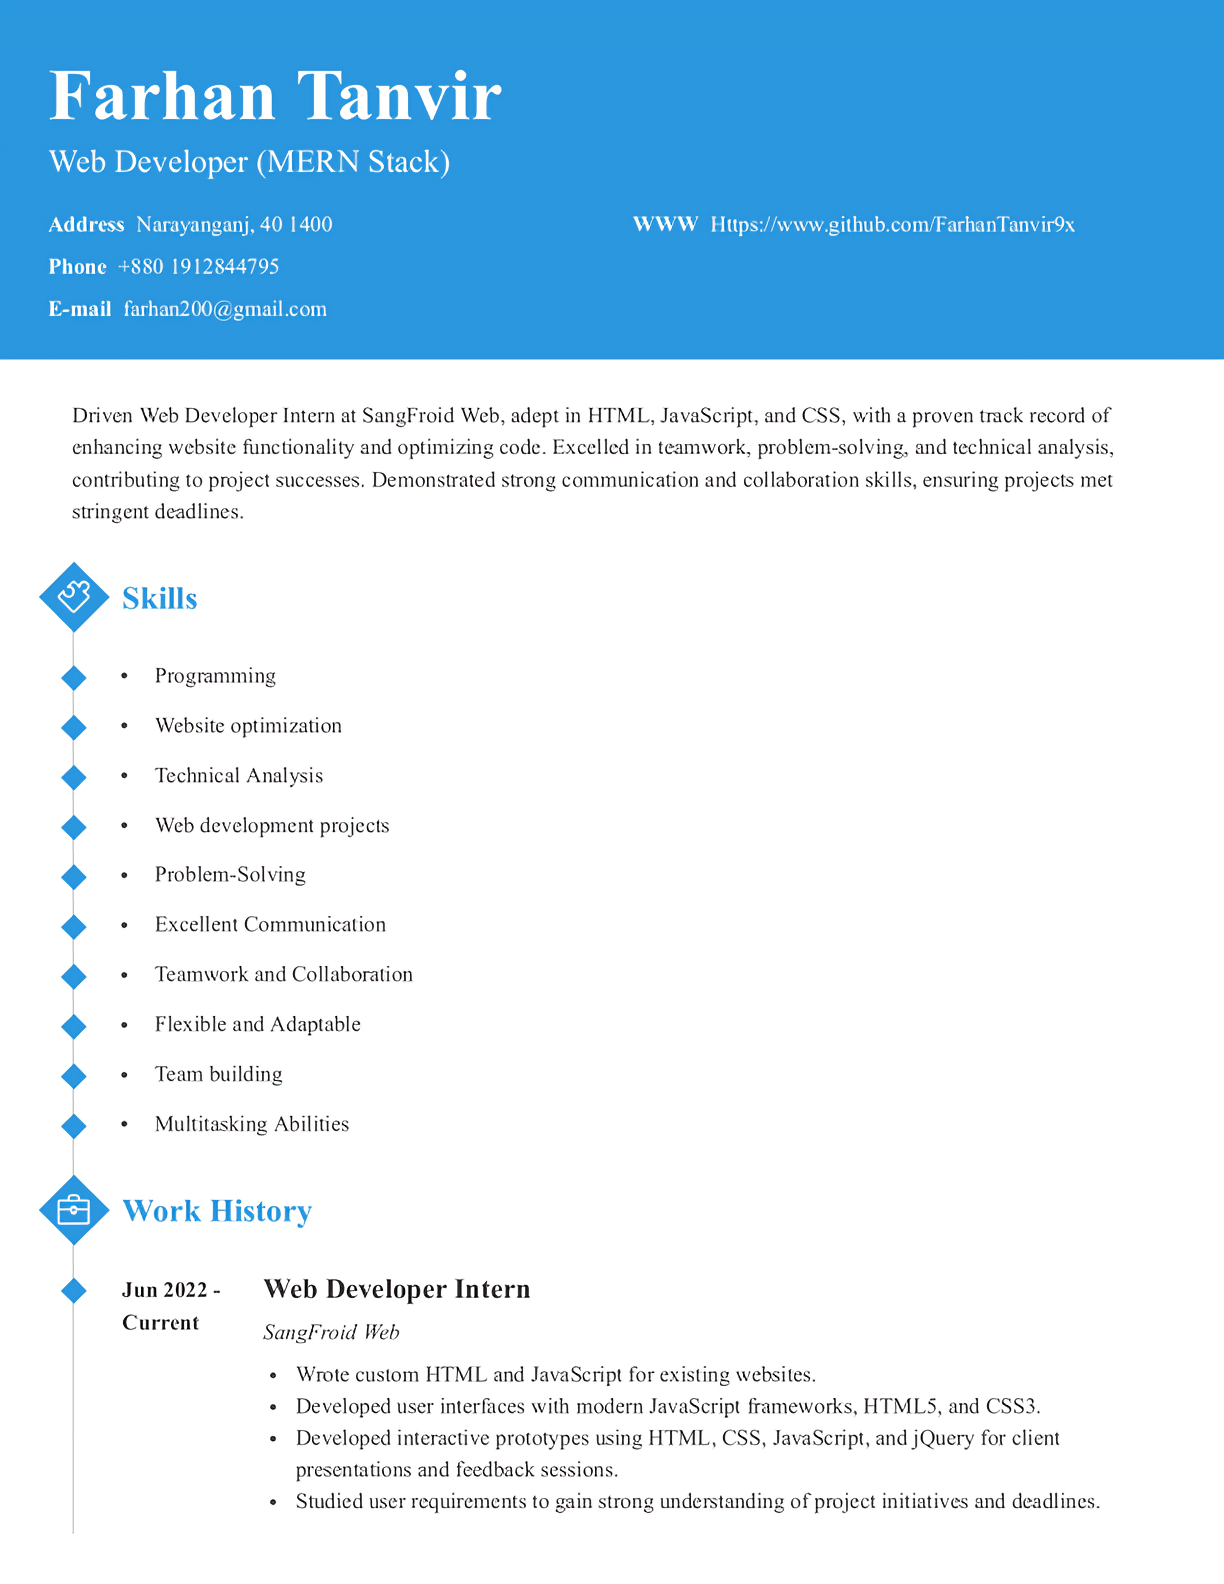 Farhan Tanvir
Web Developer (MERN Stack)
Address Narayanganj, 40 1400
WWW Https://www.github.com/FarhanTanvir9x
Phone +880 1912844795
E-mail farhan200@gmail.com
Driven Web Developer Intern at SangFroid Web, adept in HTML, JavaScript, and CSS, with a proven track record of
enhancing website functionality and optimizing code. Excelled in teamwork, problem-solving, and technical analysis,
contributing to project successes. Demonstrated strong communication and collaboration skills, ensuring projects met
stringent deadlines.
Skills
• Programming
• Website optimization
• Technical Analysis
• Web development projects
• Problem-Solving
• Excellent Communication
• Teamwork and Collaboration
• Flexible and Adaptable
• Team building
• Multitasking Abilities
Work History
Jun 2022 -
Current
Web Developer Intern
SangFroid Web
• Wrote custom HTML and JavaScript for existing websites.
• Developed user interfaces with modern JavaScript frameworks, HTML5, and CSS3.
• Developed interactive prototypes using HTML, CSS, JavaScript, and jQuery for client
presentations and feedback sessions.
• Studied user requirements to gain strong understanding of project initiatives and deadlines.